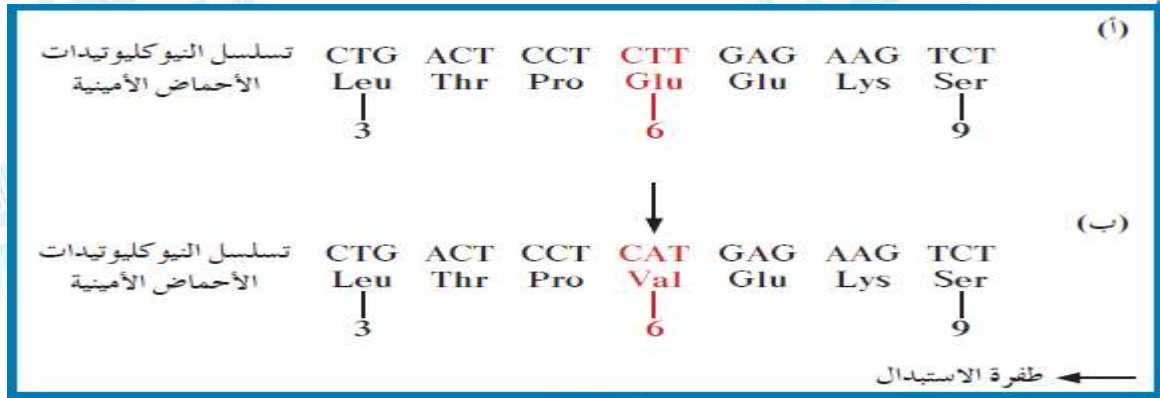 (أ)
تسلسل النيوكليوتيدات CTG ACT CCT CTT GAG AAG TCT
الأحماض الأمينية Leu Thr Pro Glu Glu Lys Ser
3 6 9
(ب)
تسلسل النيوكليوتيدات CTG ACT CCT CAT GAG AAG TCT
الأحماض الأمينية Leu Thr Pro Val Glu Lys Ser
3 6 9
طفرة الاستبدال